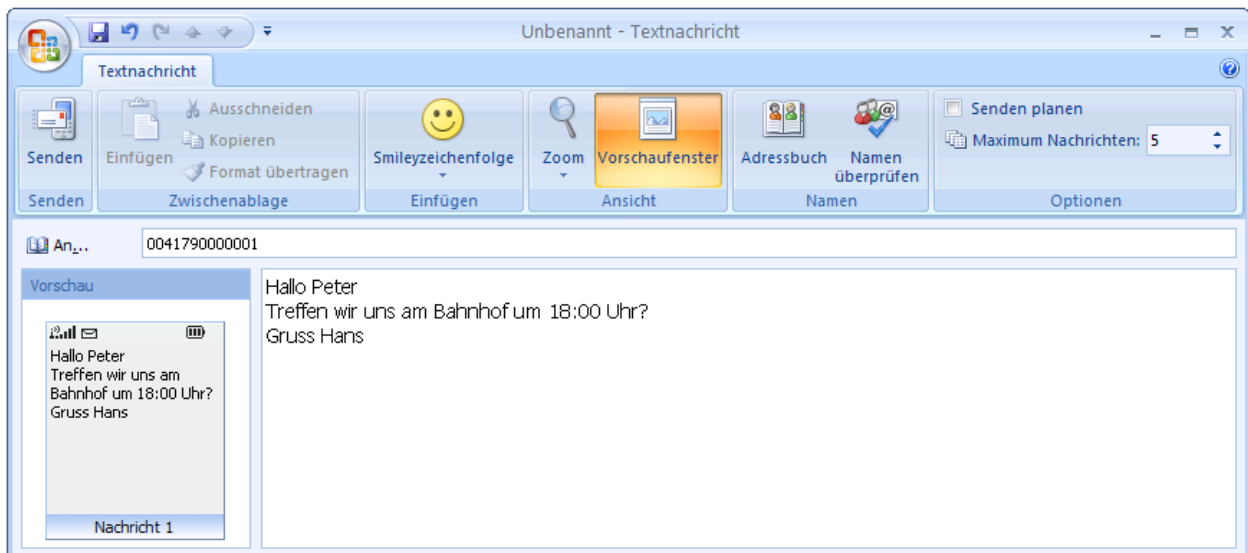 Unbenannt - Textnachricht
Textnachricht
Senden
Einfügen
Ausschneiden
Kopieren
Format übertragen
Smileyzeichenfolge
Zoom
Vorschaufenster
Adressbuch
Namen
überprüfen
Senden planen
Maximum Nachrichten: 5
Senden
Zwischenablage
Einfügen
Ansicht
Namen
Optionen
An...
0041790000001
Vorschau
Hallo Peter
Treffen wir uns am
Bahnhof um 18:00 Uhr?
Gruss Hans
Nachricht 1
Hallo Peter
Treffen wir uns am Bahnhof um 18:00 Uhr?
Gruss Hans